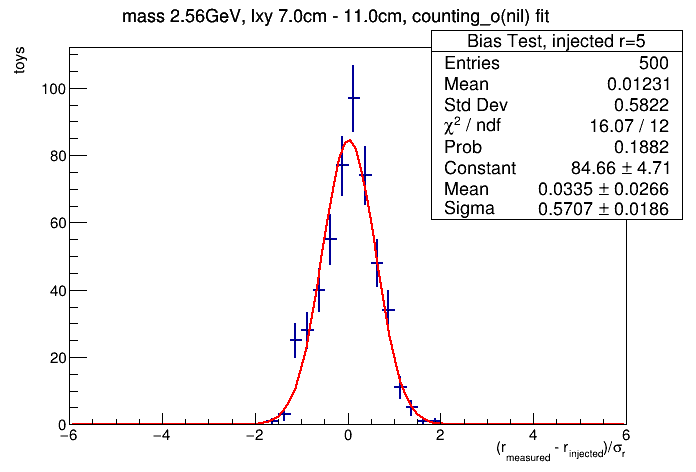 mass 2.56GeV, lxy 7.0cm - 11.0cm, counting_o(nil) fit
toys
Bias Test, injected r=5
Entries 500
Mean 0.01231
Std Dev 0.5822
χ² / ndf 16.07 / 12
Prob 0.1882
Constant 84.66 ± 4.71
Mean 0.0335 ± 0.0266
Sigma 0.5707 ± 0.0186
100
80
60
40
20
0
−6 −4 −2 0 2 4 6
(r_measured - r_injected)/σ_r